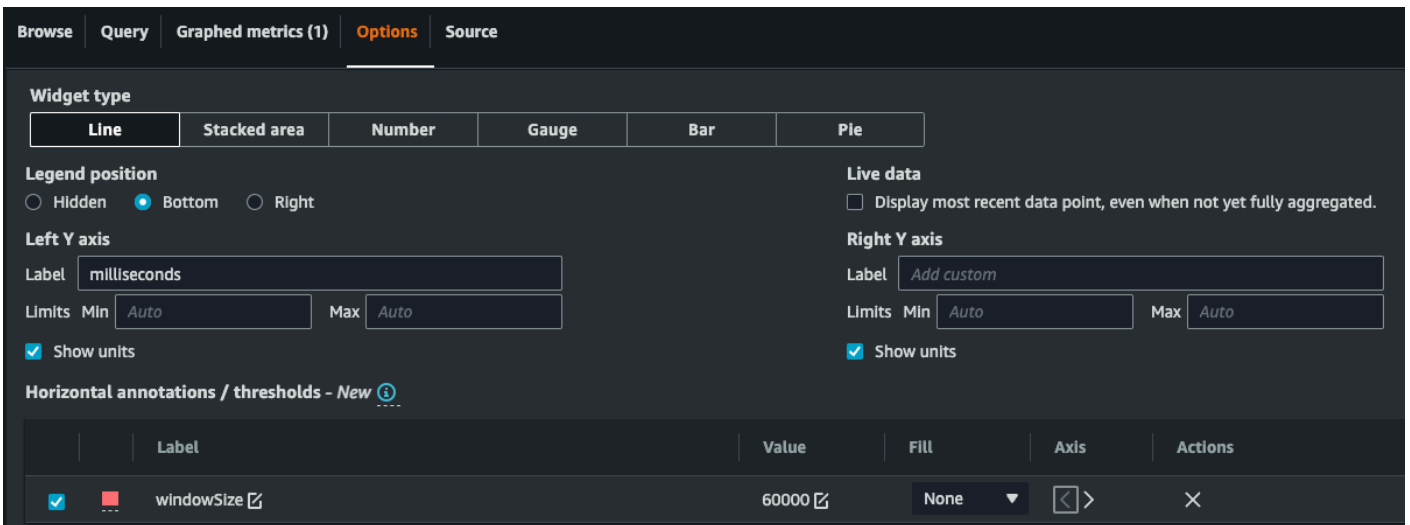 Browse Query Graphed metrics (1) Options Source
Widget type
Line Stacked area Number Gauge Bar Pie
Legend position
Hidden Bottom Right
Live data
Display most recent data point, even when not yet fully aggregated.
Left Y axis
Label milliseconds
Limits Min Auto Max Auto
Show units
Right Y axis
Label Add custom
Limits Min Auto Max Auto
Show units
Horizontal annotations / thresholds - New
Label Value Fill Axis Actions
windowSize 60000 None